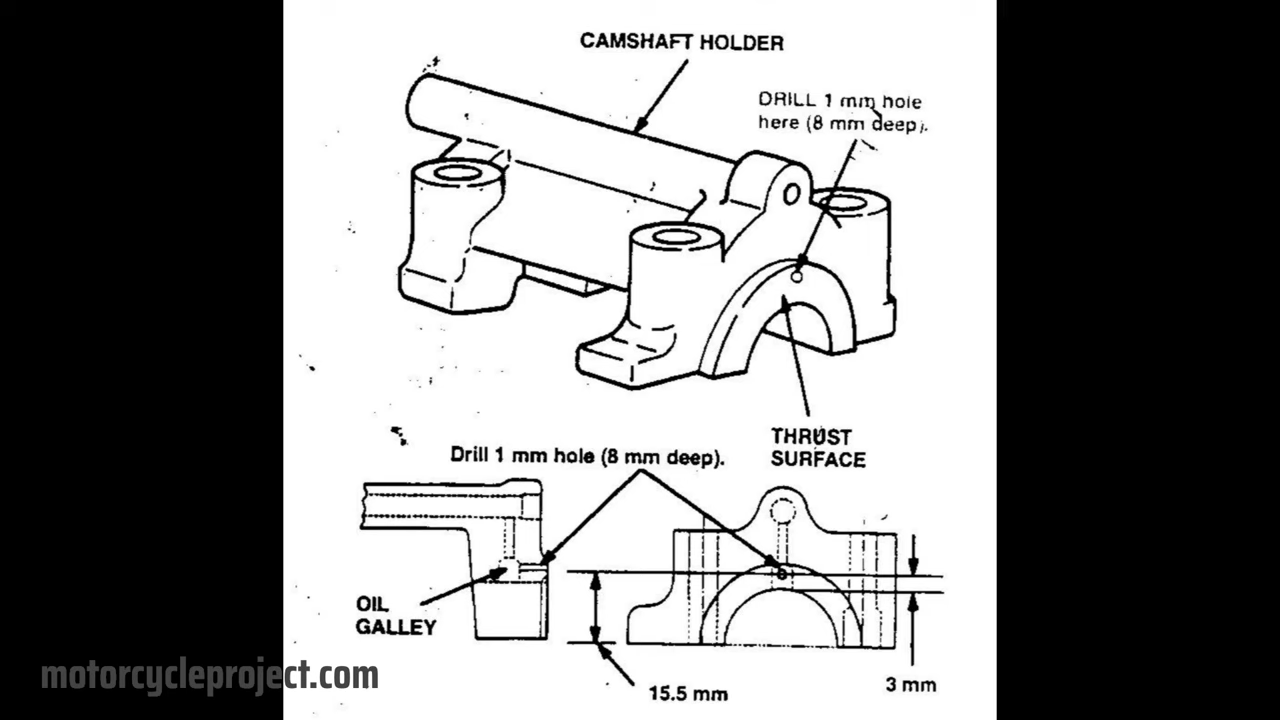 CAMSHAFT HOLDER
DRILL 1 mm hole
here (8 mm deep).
THRUST
SURFACE
Drill 1 mm hole (8 mm deep).
OIL
GALLEY
15.5 mm
3 mm
motorcycleproject.com